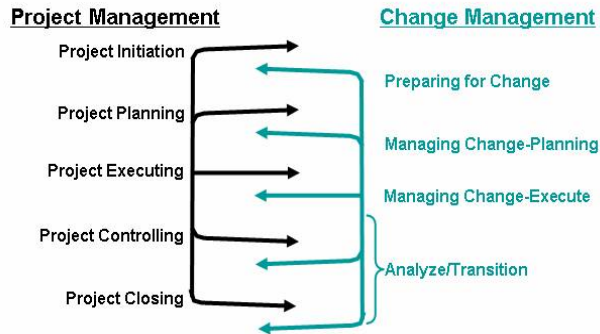 Project Management
Change Management
Project Initiation
Preparing for Change
Project Planning
Managing Change-Planning
Project Executing
Managing Change-Execute
Project Controlling
Analyze/Transition
Project Closing